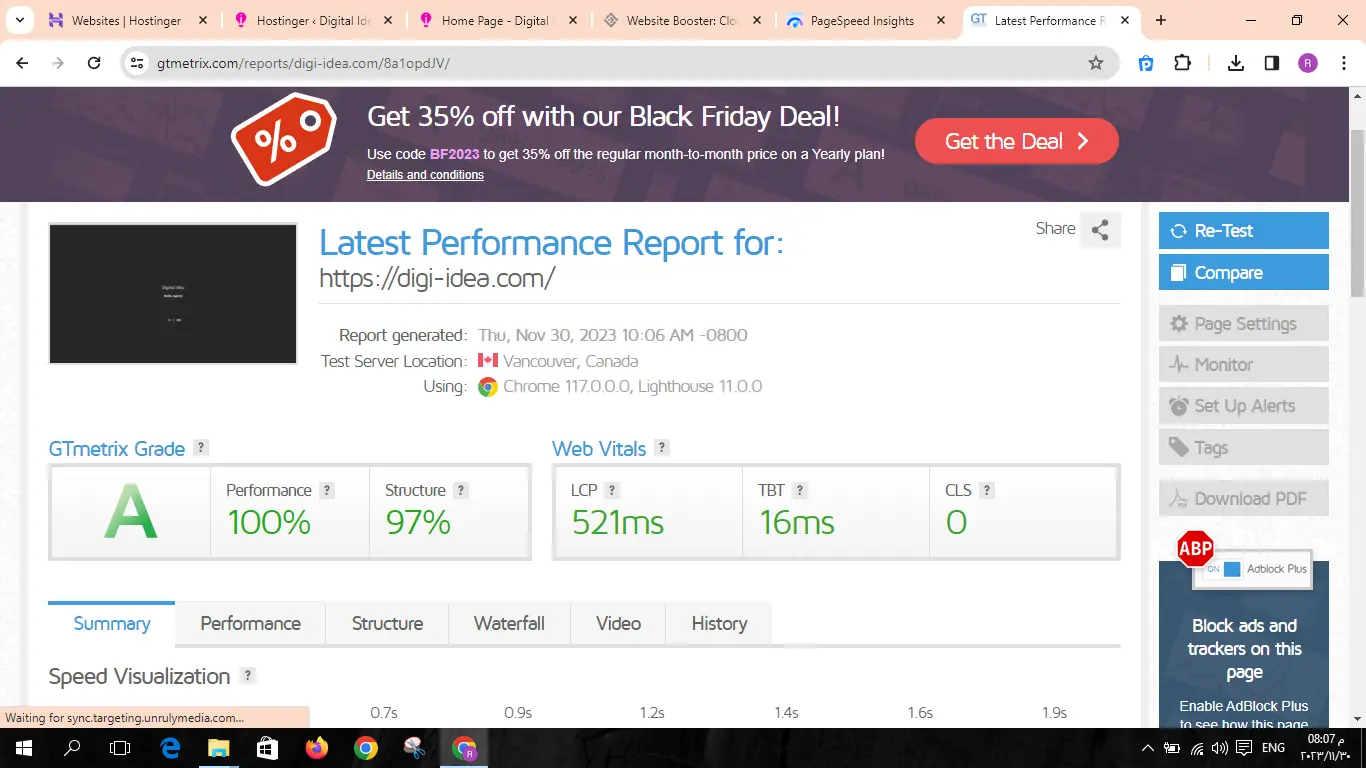 Websites | Hostinger
Hostinger ‹ Digital Ide
Home Page - Digital
Website Booster: Clo
PageSpeed Insights
GT Latest Performance R
gtmetrix.com/reports/digi-idea.com/8a1opdJV/
R
Get 35% off with our Black Friday Deal!
Use code BF2023 to get 35% off the regular month-to-month price on a Yearly plan!
Details and conditions
Get the Deal
Latest Performance Report for:
https://digi-idea.com/
Share
Report generated: Thu, Nov 30, 2023 10:06 AM -0800
Test Server Location: Vancouver, Canada
Using: Chrome 117.0.0.0, Lighthouse 11.0.0
Re-Test
Compare
Page Settings
Monitor
Set Up Alerts
Tags
Download PDF
GTmetrix Grade ?
Web Vitals ?
A
Performance ?
100%
Structure ?
97%
LCP ?
521ms
TBT ?
16ms
CLS ?
0
Summary
Performance
Structure
Waterfall
Video
History
Speed Visualization ?
0.7s
0.9s
1.2s
1.4s
1.6s
1.9s
ABP
ON
Adblock Plus
Block ads and
trackers on this
page
Enable AdBlock Plus
to see how this page
Waiting for sync.targeting.unrulymedia.com...
ENG
08:07 م
٢٠٢٣/١١/٣٠